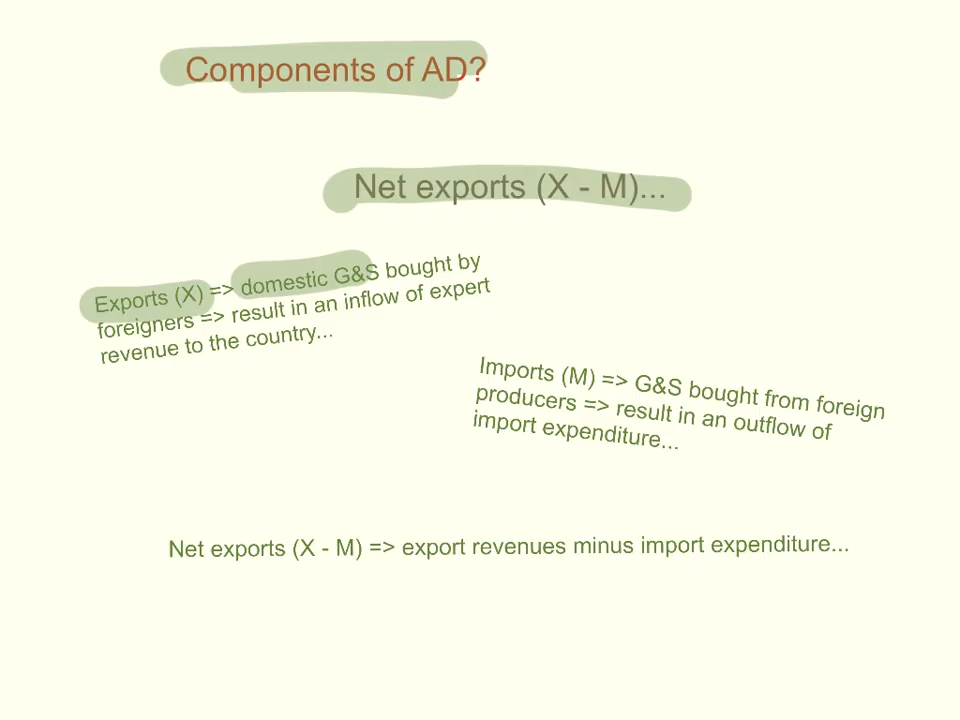 Components of AD?
Net exports (X - M)...
Exports (X) => domestic G&S bought by
foreigners => result in an inflow of expert
revenue to the country...
Imports (M) => G&S bought from foreign
producers => result in an outflow of
import expenditure...
Net exports (X - M) => export revenues minus import expenditure...